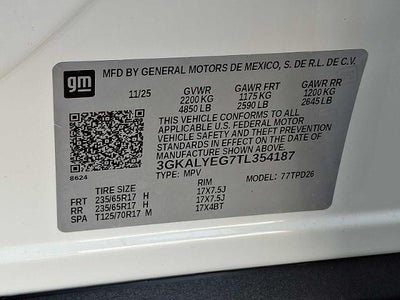 gm
MFD BY GENERAL MOTORS DE MEXICO, S. DE R.L. DE C.V.
11/25 GVWR GAWR FRT GAWR RR
2200 KG 1175 KG 1200 KG
4850 LB 2590 LB 2645 LB
THIS VEHICLE CONFORMS TO ALL
APPLICABLE U.S. FEDERAL MOTOR
VEHICLE SAFETY AND THEFT PREVENTION
STANDARDS IN EFFECT ON THE DATE OF
MANUFACTURE SHOWN ABOVE.
3GKALYEG7TL354187
8624
TYPE: MPV MODEL: 77TPD26
TIRE SIZE RIM
FRT 235/65R17 H 17X7.5J
RR 235/65R17 H 17X7.5J
SPA T125/70R17 M 17X4BT